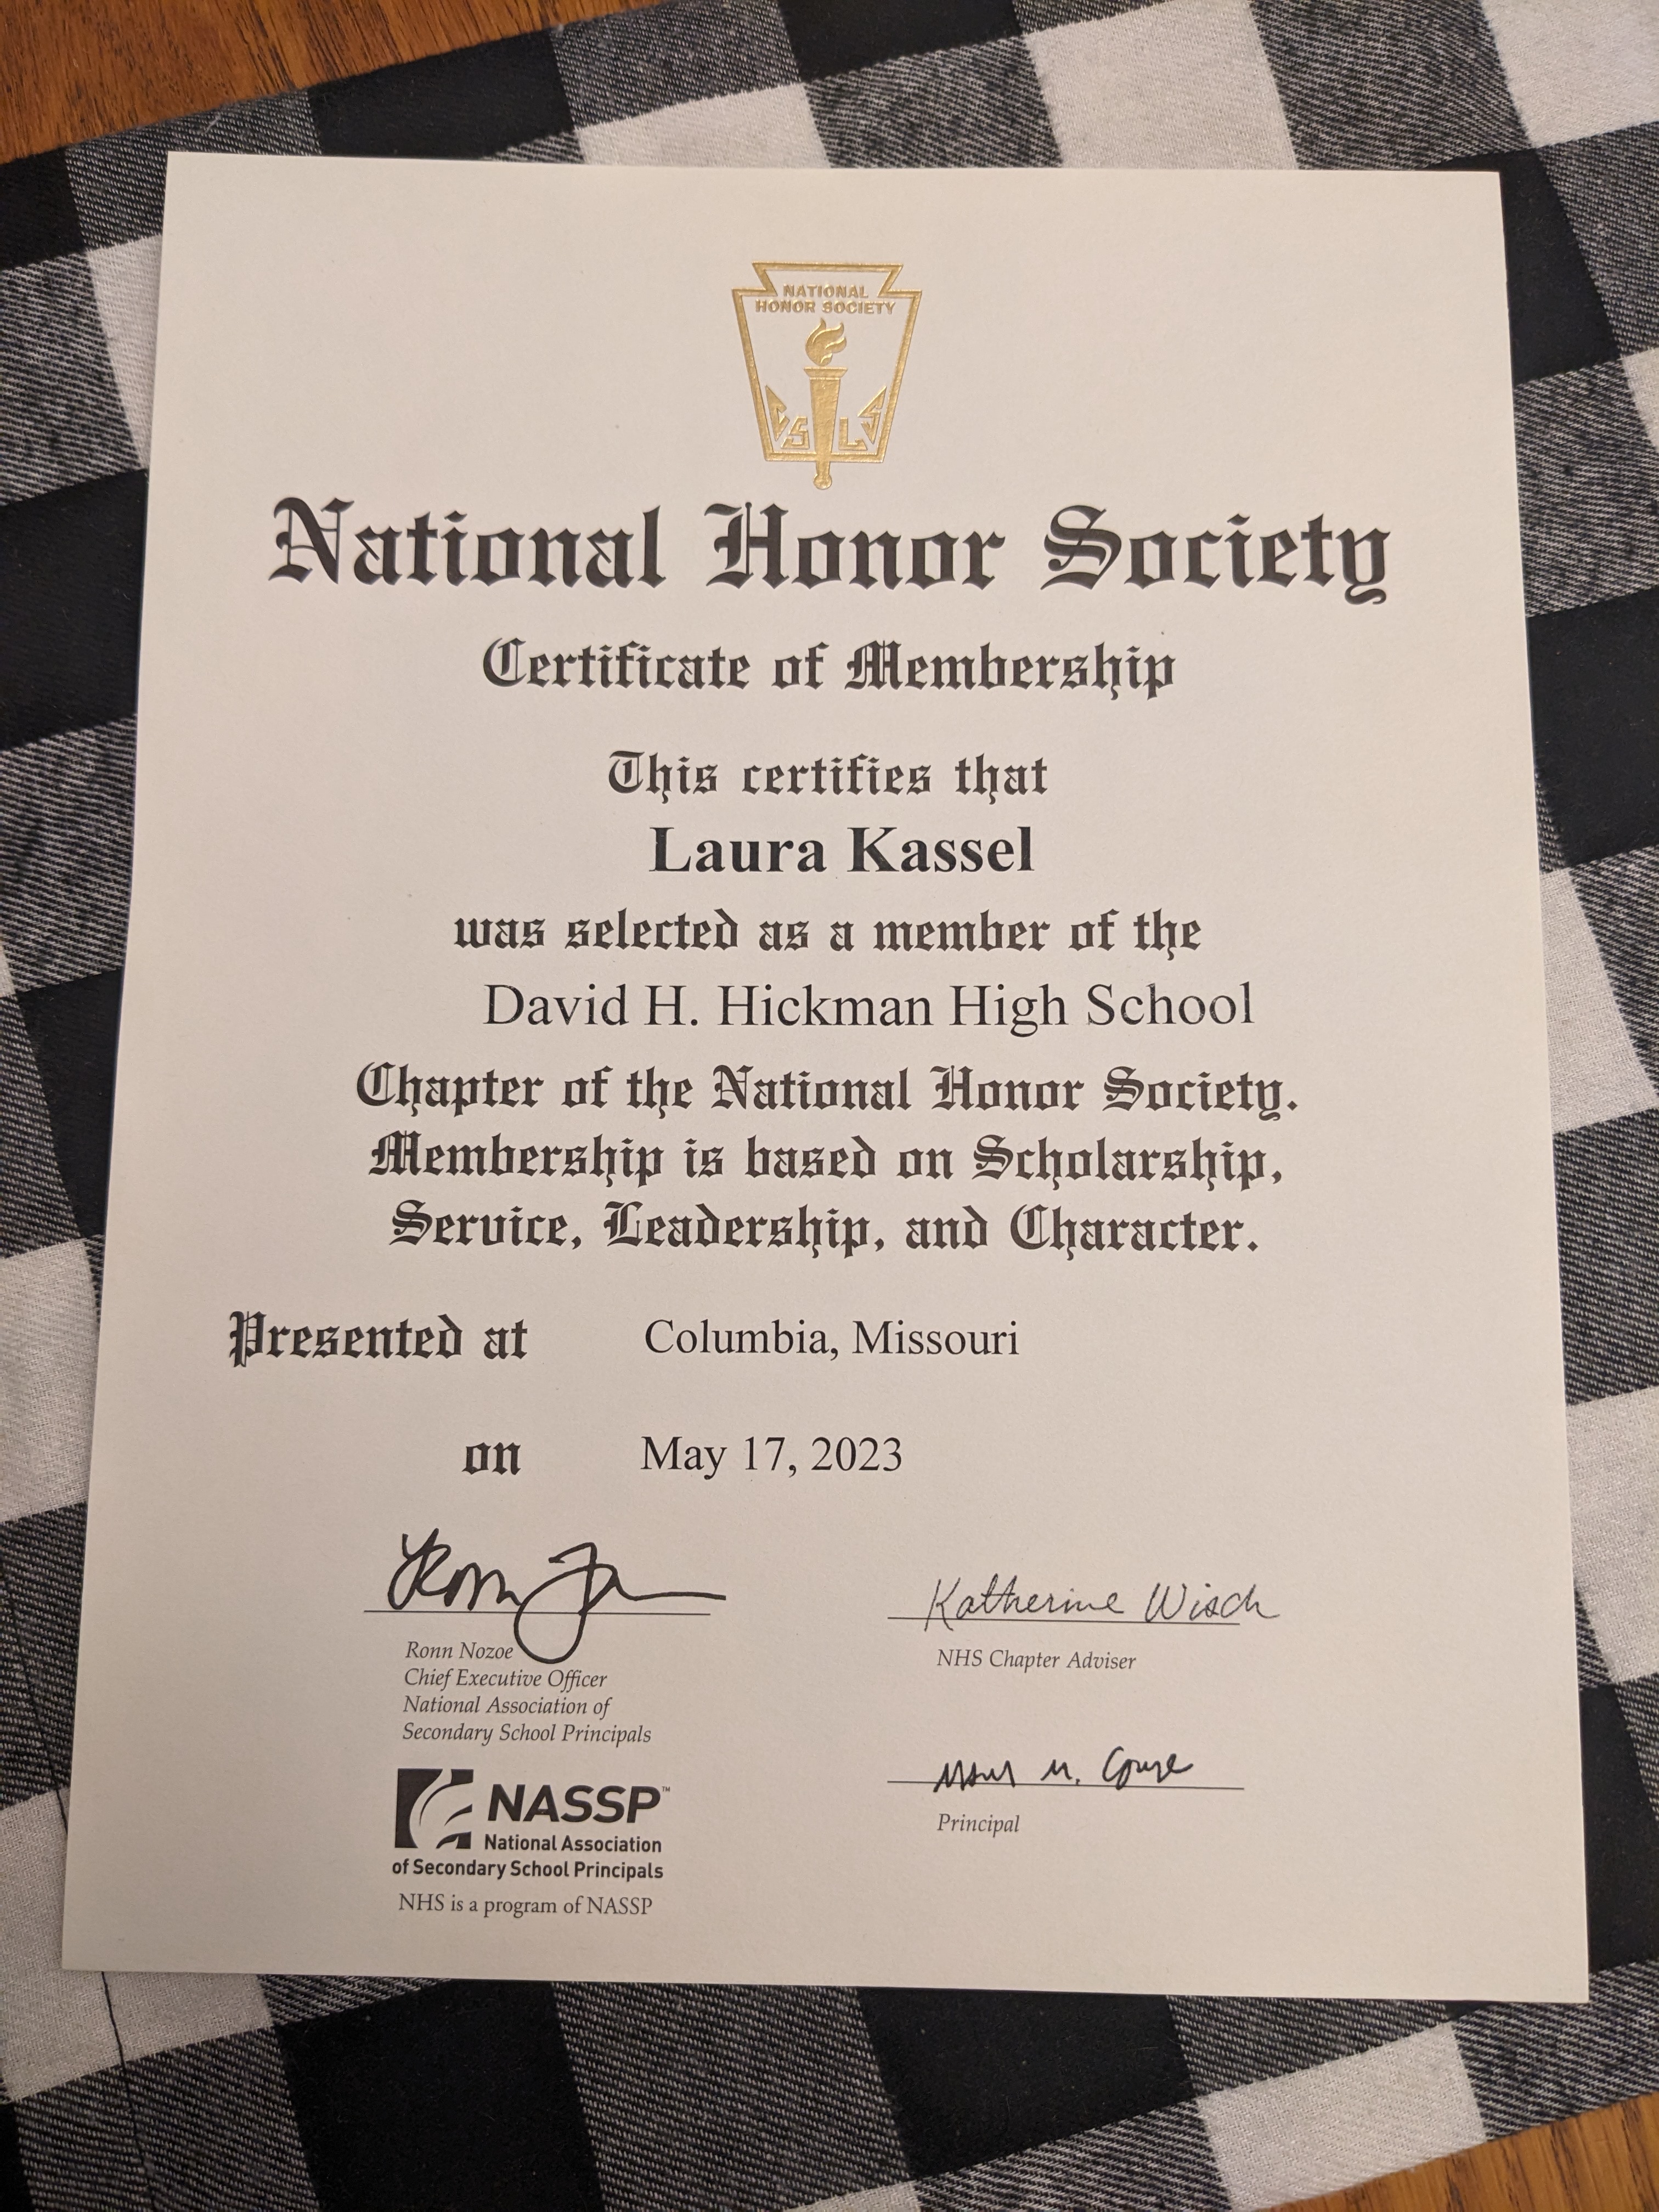 NATIONAL
HONOR SOCIETY
C S L S
National Honor Society
Certificate of Membership
This certifies that
Laura Kassel
was selected as a member of the
David H. Hickman High School
Chapter of the National Honor Society.
Membership is based on Scholarship,
Service, Leadership, and Character.
Presented at Columbia, Missouri
on May 17, 2023
Ronn Nozoe
Chief Executive Officer
National Association of
Secondary School Principals
NASSP™
National Association
of Secondary School Principals
NHS is a program of NASSP
Katherine Wisch
NHS Chapter Adviser
Principal